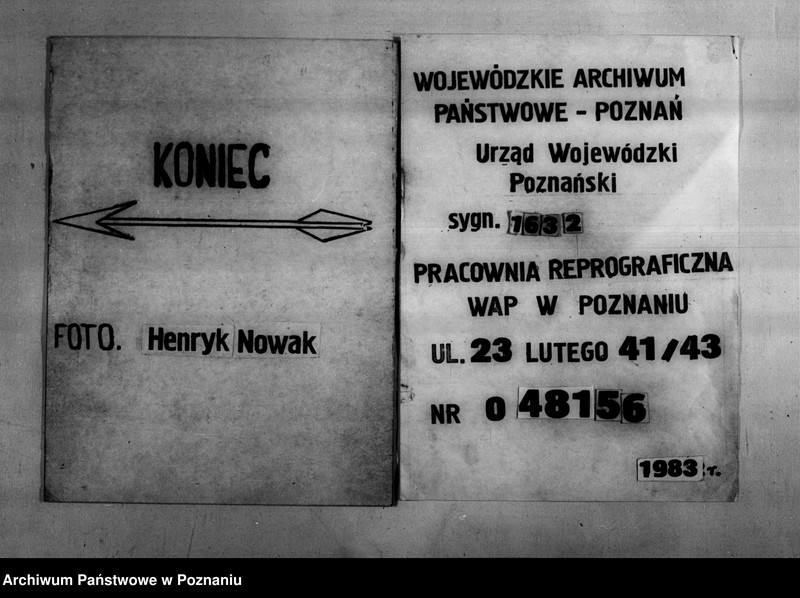 KONIEC
FOTO. Henryk Nowak
WOJEWÓDZKIE ARCHIWUM
PAŃSTWOWE - POZNAŃ
Urząd Wojewódzki
Poznański
sygn. 1632
PRACOWNIA REPROGRAFICZNA
WAP W POZNANIU
UL. 23 LUTEGO 41/43
NR 0 48156
1983 r.
Archiwum Państwowe w Poznaniu